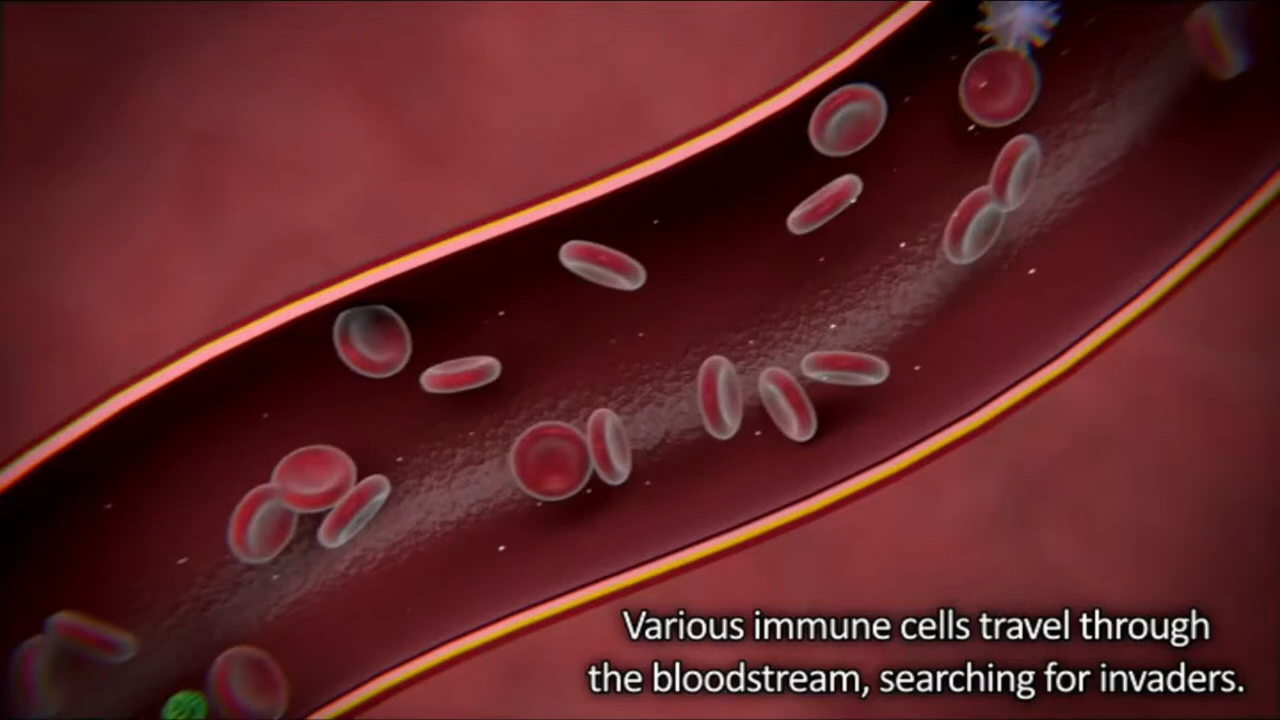 Various immune cells travel through
the bloodstream, searching for invaders.